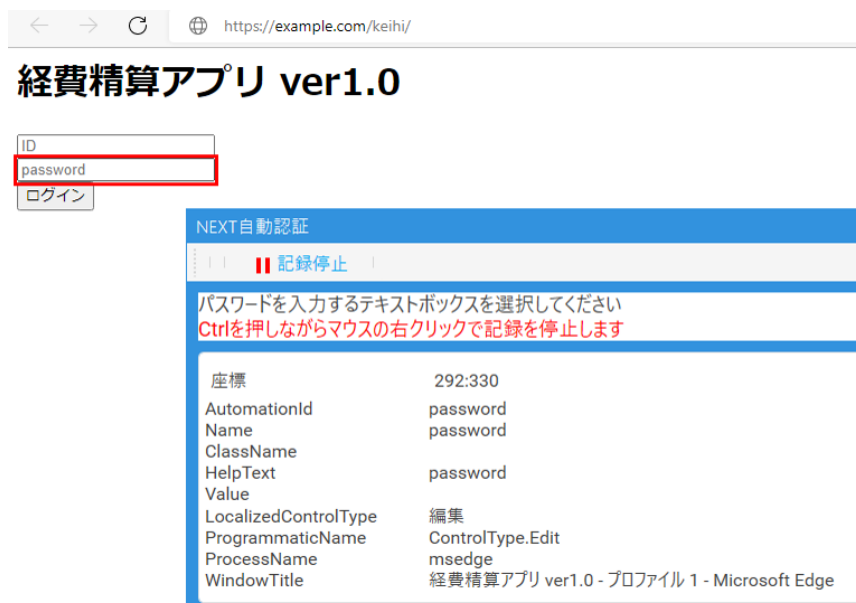 https://example.com/keihi/
経費精算アプリ ver1.0
ID
password
ログイン
NEXT自動認証
記録停止
パスワードを入力するテキストボックスを選択してください
Ctrlを押しながらマウスの右クリックで記録を停止します
座標 292:330
AutomationId password
Name password
ClassName
HelpText password
Value
LocalizedControlType 編集
ProgrammaticName ControlType.Edit
ProcessName msedge
WindowTitle 経費精算アプリ ver1.0 - プロファイル 1 - Microsoft Edge